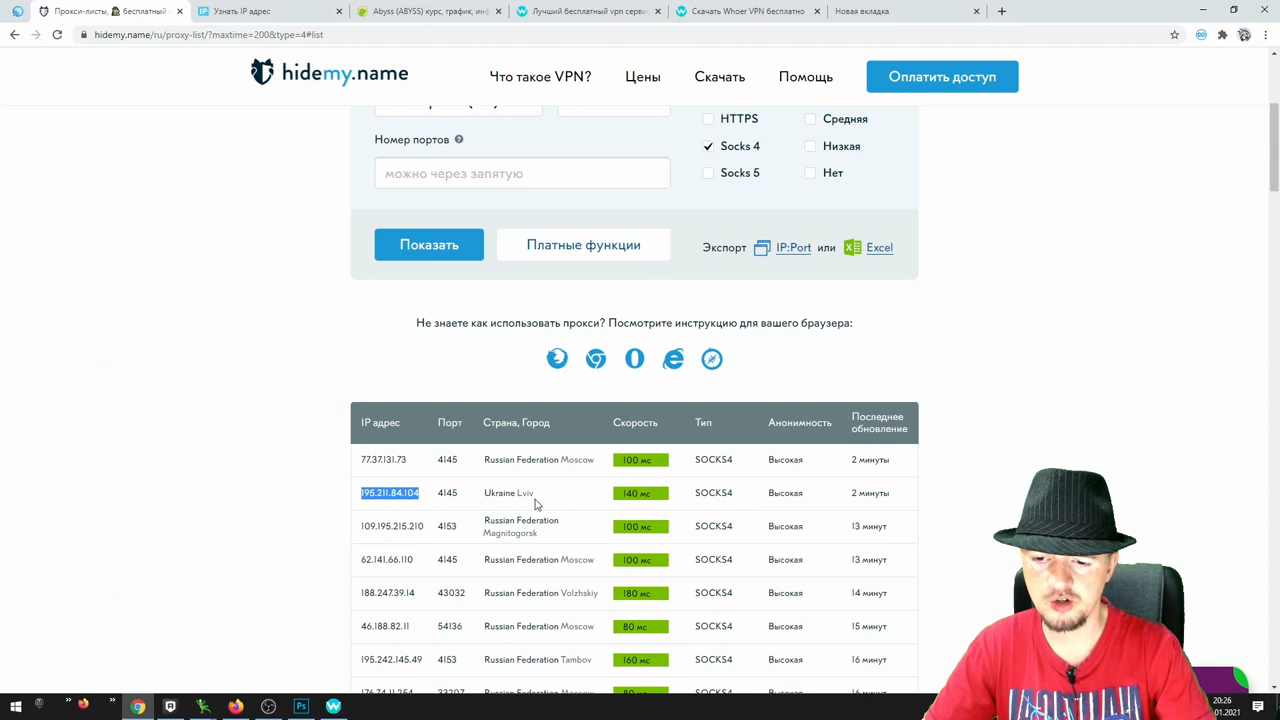 Прокси-листы, бесплатный
Узнать IP адрес
Abyss (ABYSS) курс, график, ин
Лучший бесплатный vpn серви
Скачать Whoer VPN бесплатно
Новая вкладка
hidemy.name/ru/proxy-list/?maxtime=200&type=4#list
hidemy.name
Что такое VPN?
Цены
Скачать
Помощь
Оплатить доступ
HTTPS
Средняя
Номер портов
Socks 4
Низкая
можно через запятую
Socks 5
Нет
Показать
Платные функции
Экспорт IP:Port или Excel
Не знаете как использовать прокси? Посмотрите инструкцию для вашего браузера:
IP адрес Порт Страна, Город Скорость Тип Анонимность Последнее обновление
77.37.131.73 4145 Russian Federation Moscow 100 мс SOCKS4 Высокая 2 минуты
195.211.84.104 4145 Ukraine Lviv 140 мс SOCKS4 Высокая 2 минуты
109.195.215.210 4153 Russian Federation Magnitogorsk 100 мс SOCKS4 Высокая 13 минут
62.141.66.110 4145 Russian Federation Moscow 100 мс SOCKS4 Высокая 13 минут
188.247.39.14 43032 Russian Federation Volzhskiy 180 мс SOCKS4 Высокая 14 минут
46.188.82.11 54136 Russian Federation Moscow 80 мс SOCKS4 Высокая 15 минут
195.242.145.49 4153 Russian Federation Tambov 160 мс SOCKS4 Высокая 16 минут
20:26
.01.2021